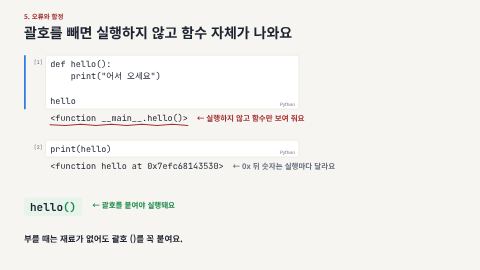 5. 오류와 함정
괄호를 빼면 실행하지 않고 함수 자체가 나와요
[1]
def hello():
    print("어서 오세요")
hello
Python
<function __main__.hello()> ← 실행하지 않고 함수만 보여 줘요
[2]
print(hello)
Python
<function hello at 0x7efc68143530> ← 0x 뒤 숫자는 실행마다 달라요
hello() ← 괄호를 붙여야 실행돼요
부를 때는 재료가 없어도 괄호 ()를 꼭 붙여요.